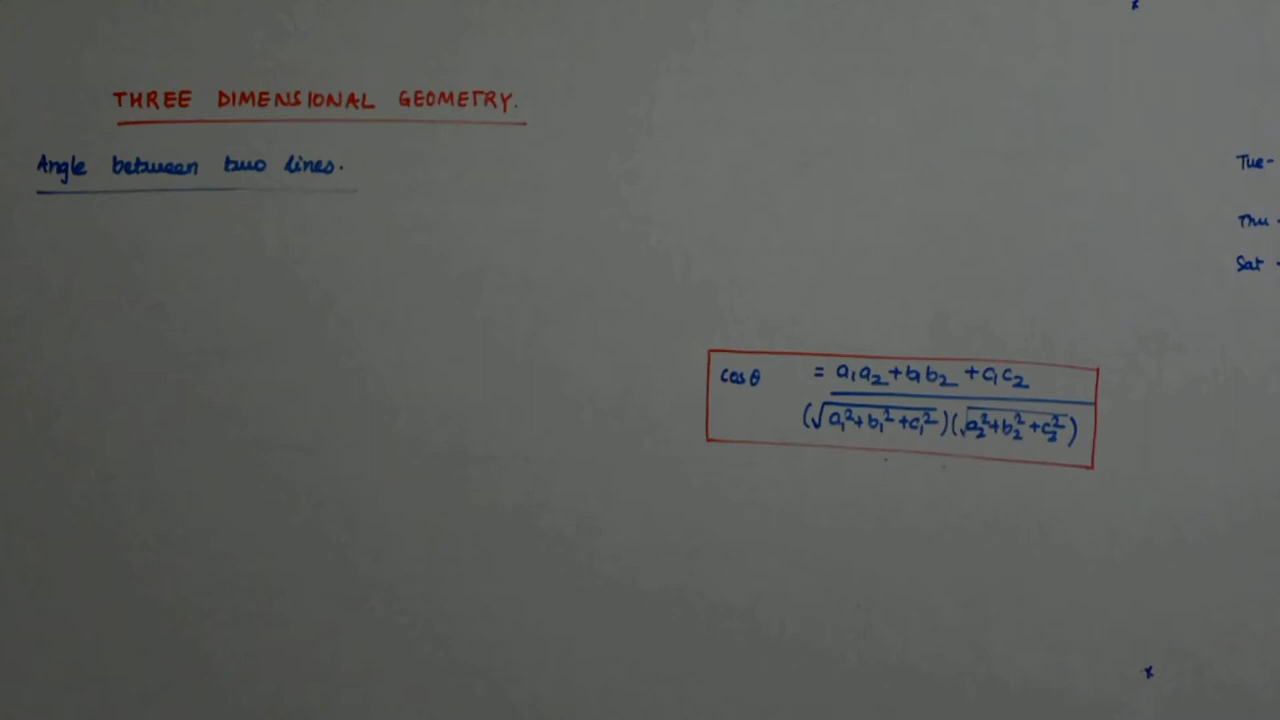 THREE DIMENSIONAL GEOMETRY.
Angle between two lines.
Tue-
Thu -
Sat -
cos θ = a₁a₂+b₁b₂+c₁c₂
(√a₁²+b₁²+c₁²)(√a₂²+b₂²+c₂²)
x